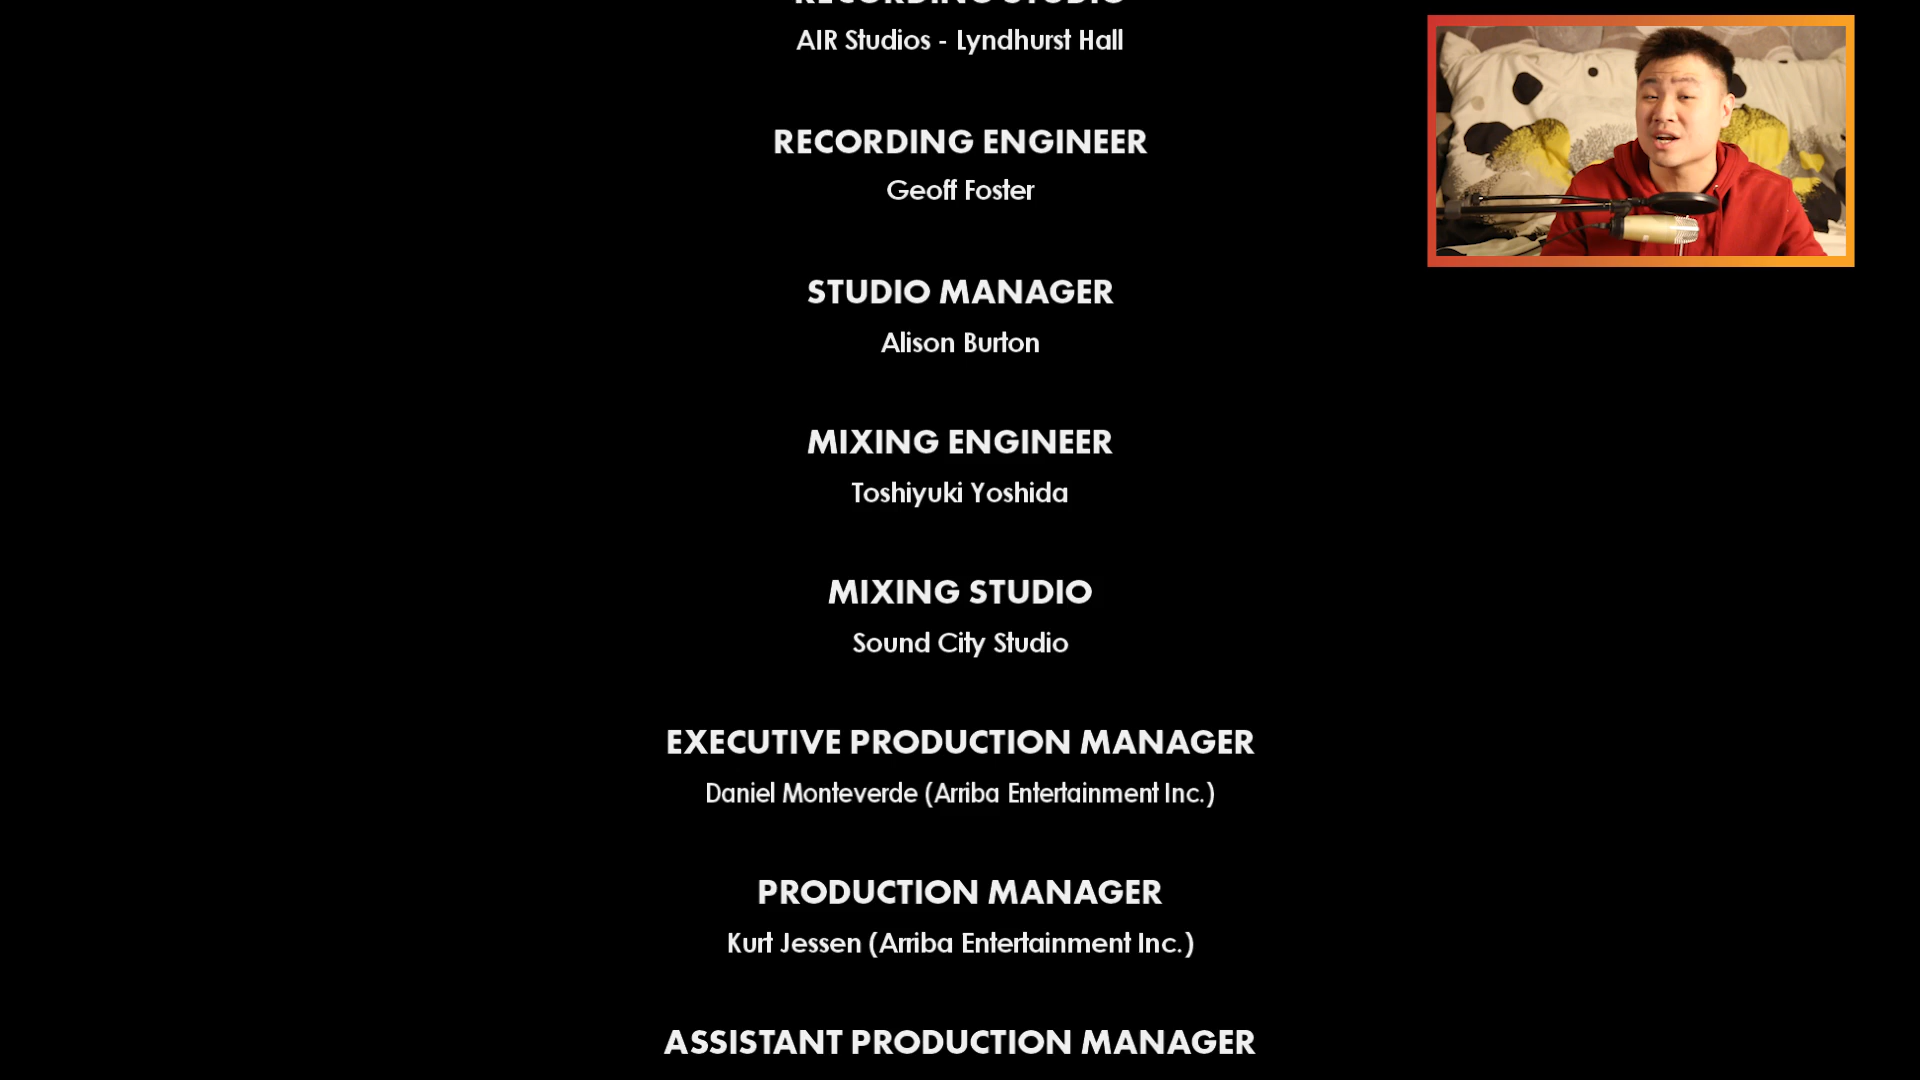 RECORDING STUDIO
AIR Studios - Lyndhurst Hall
RECORDING ENGINEER
Geoff Foster
STUDIO MANAGER
Alison Burton
MIXING ENGINEER
Toshiyuki Yoshida
MIXING STUDIO
Sound City Studio
EXECUTIVE PRODUCTION MANAGER
Daniel Monteverde (Arriba Entertainment Inc.)
PRODUCTION MANAGER
Kurt Jessen (Arriba Entertainment Inc.)
ASSISTANT PRODUCTION MANAGER